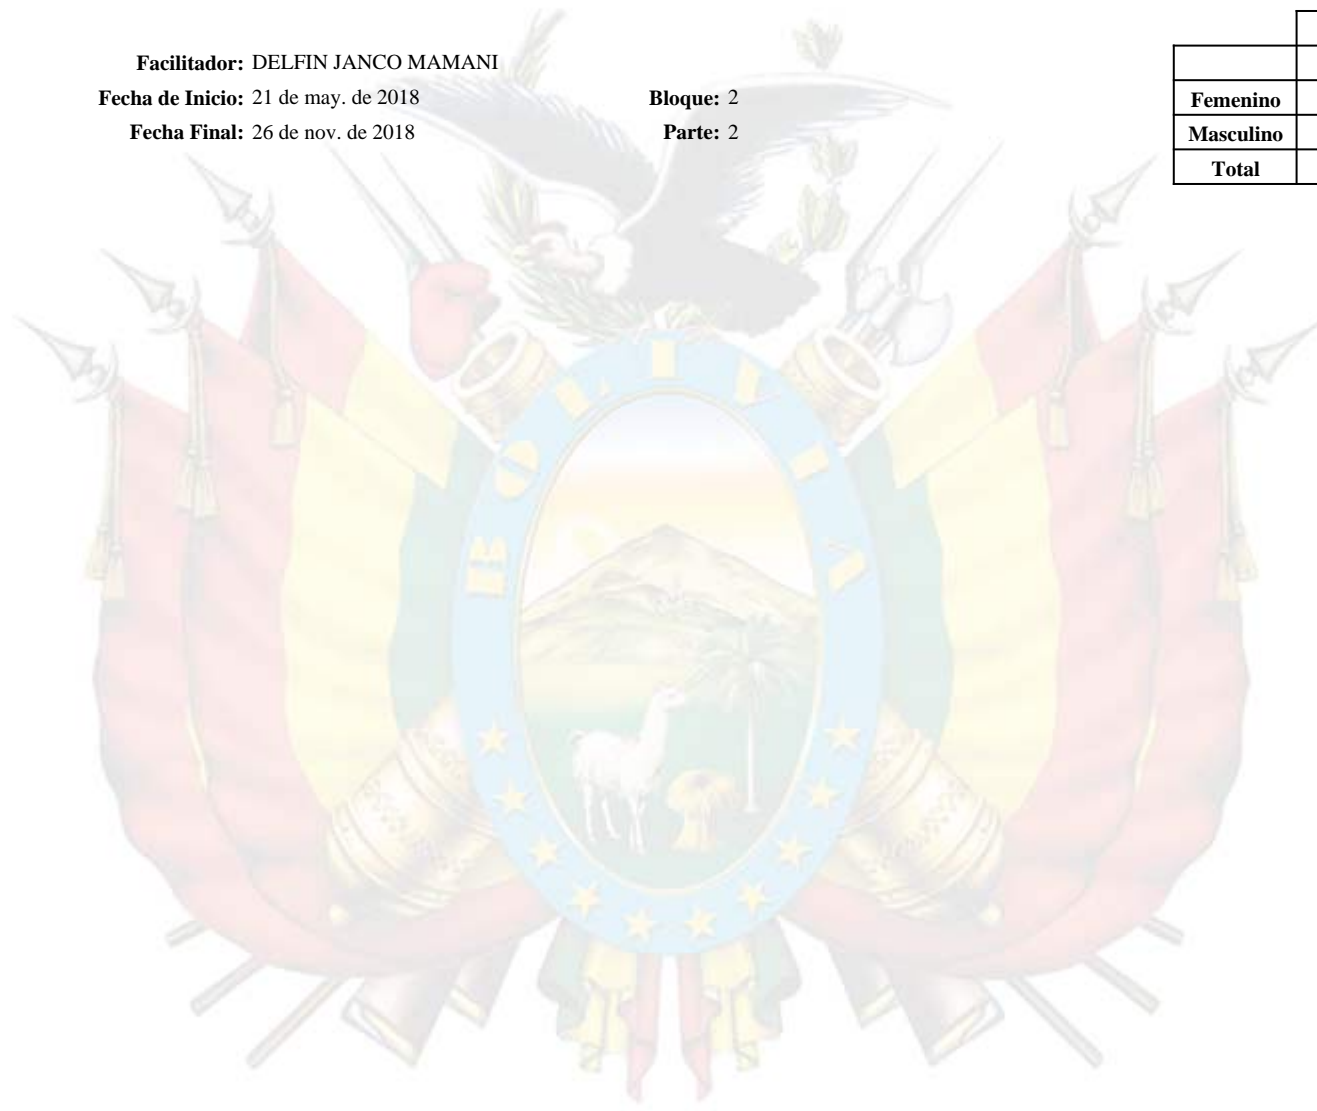 Facilitador: DELFIN JANCO MAMANI
Fecha de Inicio: 21 de may. de 2018
Bloque: 2
Fecha Final: 26 de nov. de 2018
Parte: 2
Femenino
Masculino
Total
BOLIVIA